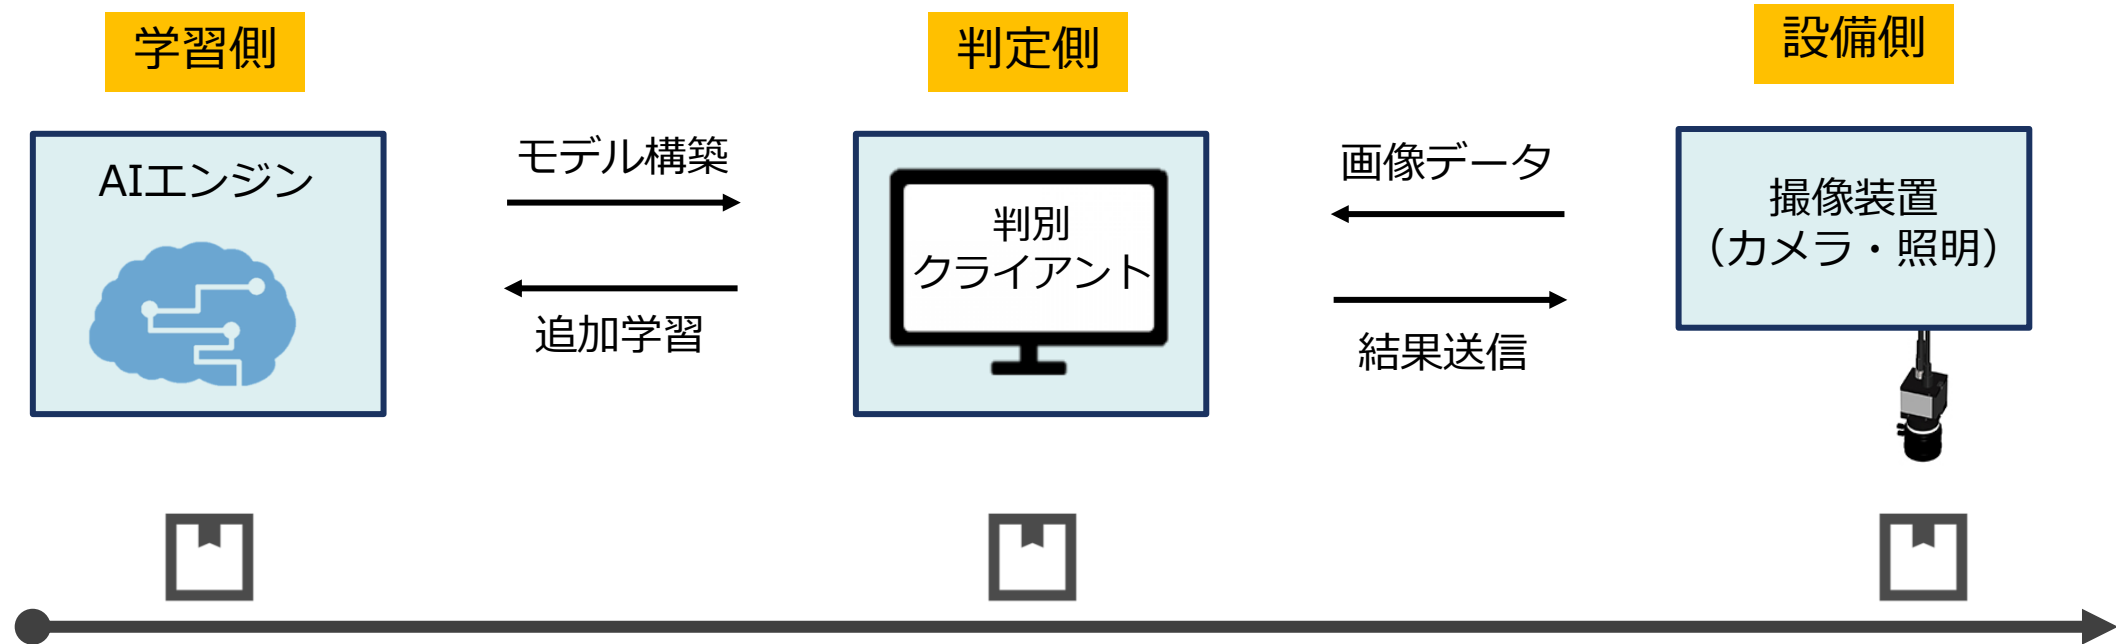 学習側
判定側
設備側
AIエンジン
モデル構築
追加学習
判別
クライアント
画像データ
結果送信
撮像装置
（カメラ・照明）